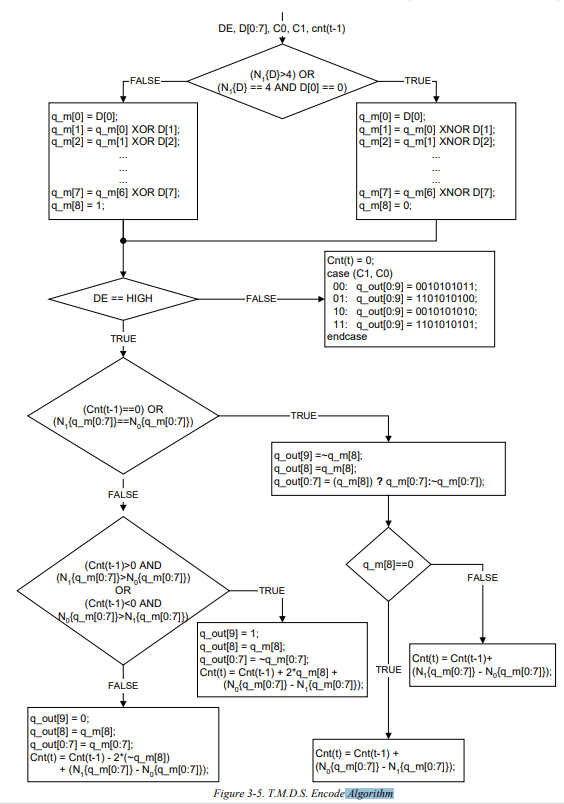 DE, D[0:7], C0, C1, cnt(t-1)
(N₁{D}>4) OR
(N₁{D} == 4 AND D[0] == 0)
FALSE
TRUE
q_m[0] = D[0];
q_m[1] = q_m[0] XOR D[1];
q_m[2] = q_m[1] XOR D[2];
...
...
...
q_m[7] = q_m[6] XOR D[7];
q_m[8] = 1;
q_m[0] = D[0];
q_m[1] = q_m[0] XNOR D[1];
q_m[2] = q_m[1] XNOR D[2];
...
...
...
q_m[7] = q_m[6] XNOR D[7];
q_m[8] = 0;
DE == HIGH
FALSE
Cnt(t) = 0;
case (C1, C0)
00: q_out[0:9] = 0010101011;
01: q_out[0:9] = 1101010100;
10: q_out[0:9] = 0010101010;
11: q_out[0:9] = 1101010101;
endcase
TRUE
(Cnt(t-1)==0) OR
(N₁{q_m[0:7]}==N₀{q_m[0:7]})
TRUE
q_out[9] =~q_m[8];
q_out[8] =q_m[8];
q_out[0:7] = (q_m[8]) ? q_m[0:7]:~q_m[0:7]);
FALSE
(Cnt(t-1)>0 AND
(N₁{q_m[0:7]}>N₀{q_m[0:7]})
OR
(Cnt(t-1)<0 AND
N₀{q_m[0:7]}>N₁{q_m[0:7]})
TRUE
q_out[9] = 1;
q_out[8] = q_m[8];
q_out[0:7] = ~q_m[0:7];
Cnt(t) = Cnt(t-1) + 2*q_m[8] +
(N₀{q_m[0:7]} - N₁{q_m[0:7]});
q_m[8]==0
FALSE
Cnt(t) = Cnt(t-1)+
(N₁{q_m[0:7]} - N₀{q_m[0:7]});
TRUE
Cnt(t) = Cnt(t-1) +
(N₀{q_m[0:7]} - N₁{q_m[0:7]});
FALSE
q_out[9] = 0;
q_out[8] = q_m[8];
q_out[0:7] = q_m[0:7];
Cnt(t) = Cnt(t-1) - 2*(~q_m[8])
+ (N₁{q_m[0:7]} - N₀{q_m[0:7]});
Figure 3-5. T.M.D.S. Encode Algorithm